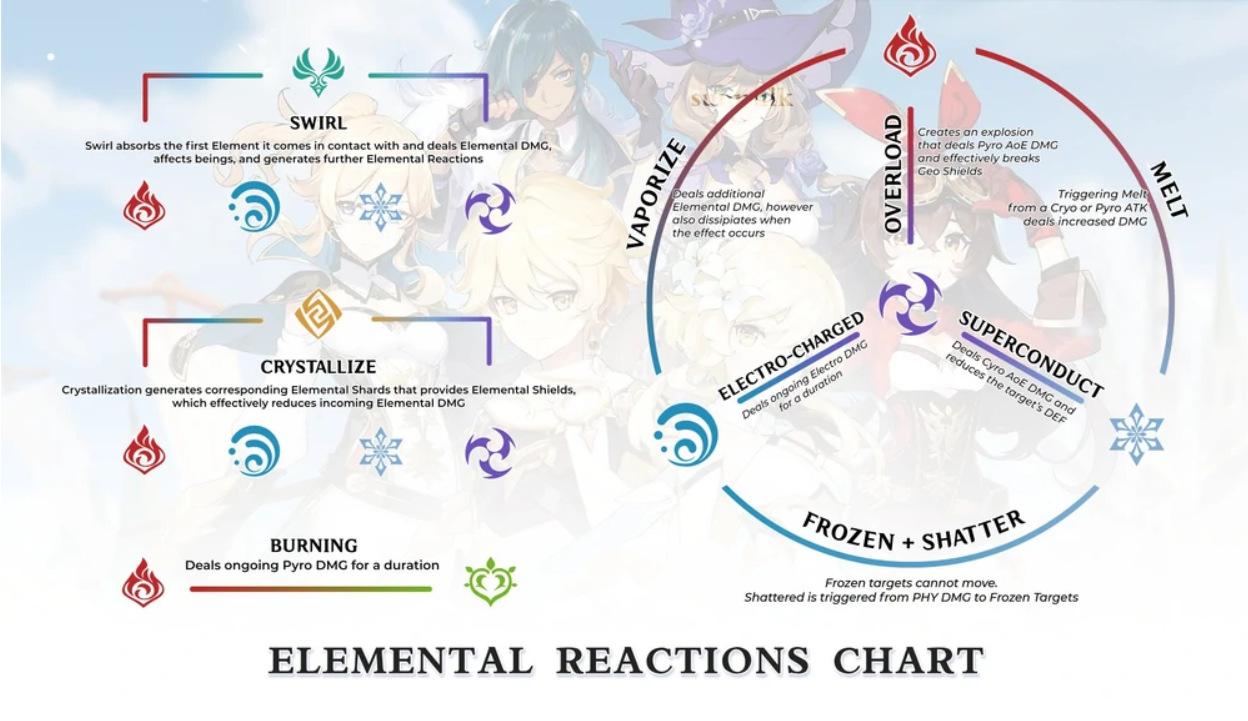 SWIRL
Swirl absorbs the first Element it comes in contact with and deals Elemental DMG,
affects beings, and generates further Elemental Reactions
CRYSTALLIZE
Crystallization generates corresponding Elemental Shards that provides Elemental Shields,
which effectively reduces incoming Elemental DMG
BURNING
Deals ongoing Pyro DMG for a duration
VAPORIZE
Deals additional
Elemental DMG, however
also dissipiates when
the effect occurs
OVERLOAD
Creates an explosion
that deals Pyro AoE DMG
and effectively breaks
Geo Shields
MELT
Triggering Melt
from a Cryo or Pyro ATK
deals increased DMG
ELECTRO-CHARGED
Deals ongoing Electro DMG
for a duration
SUPERCONDUCT
Deals Cyro AoE DMG and
reduces the target's DEF
FROZEN + SHATTER
Frozen targets cannot move.
Shattered is triggered from PHY DMG to Frozen Targets
ELEMENTAL REACTIONS CHART